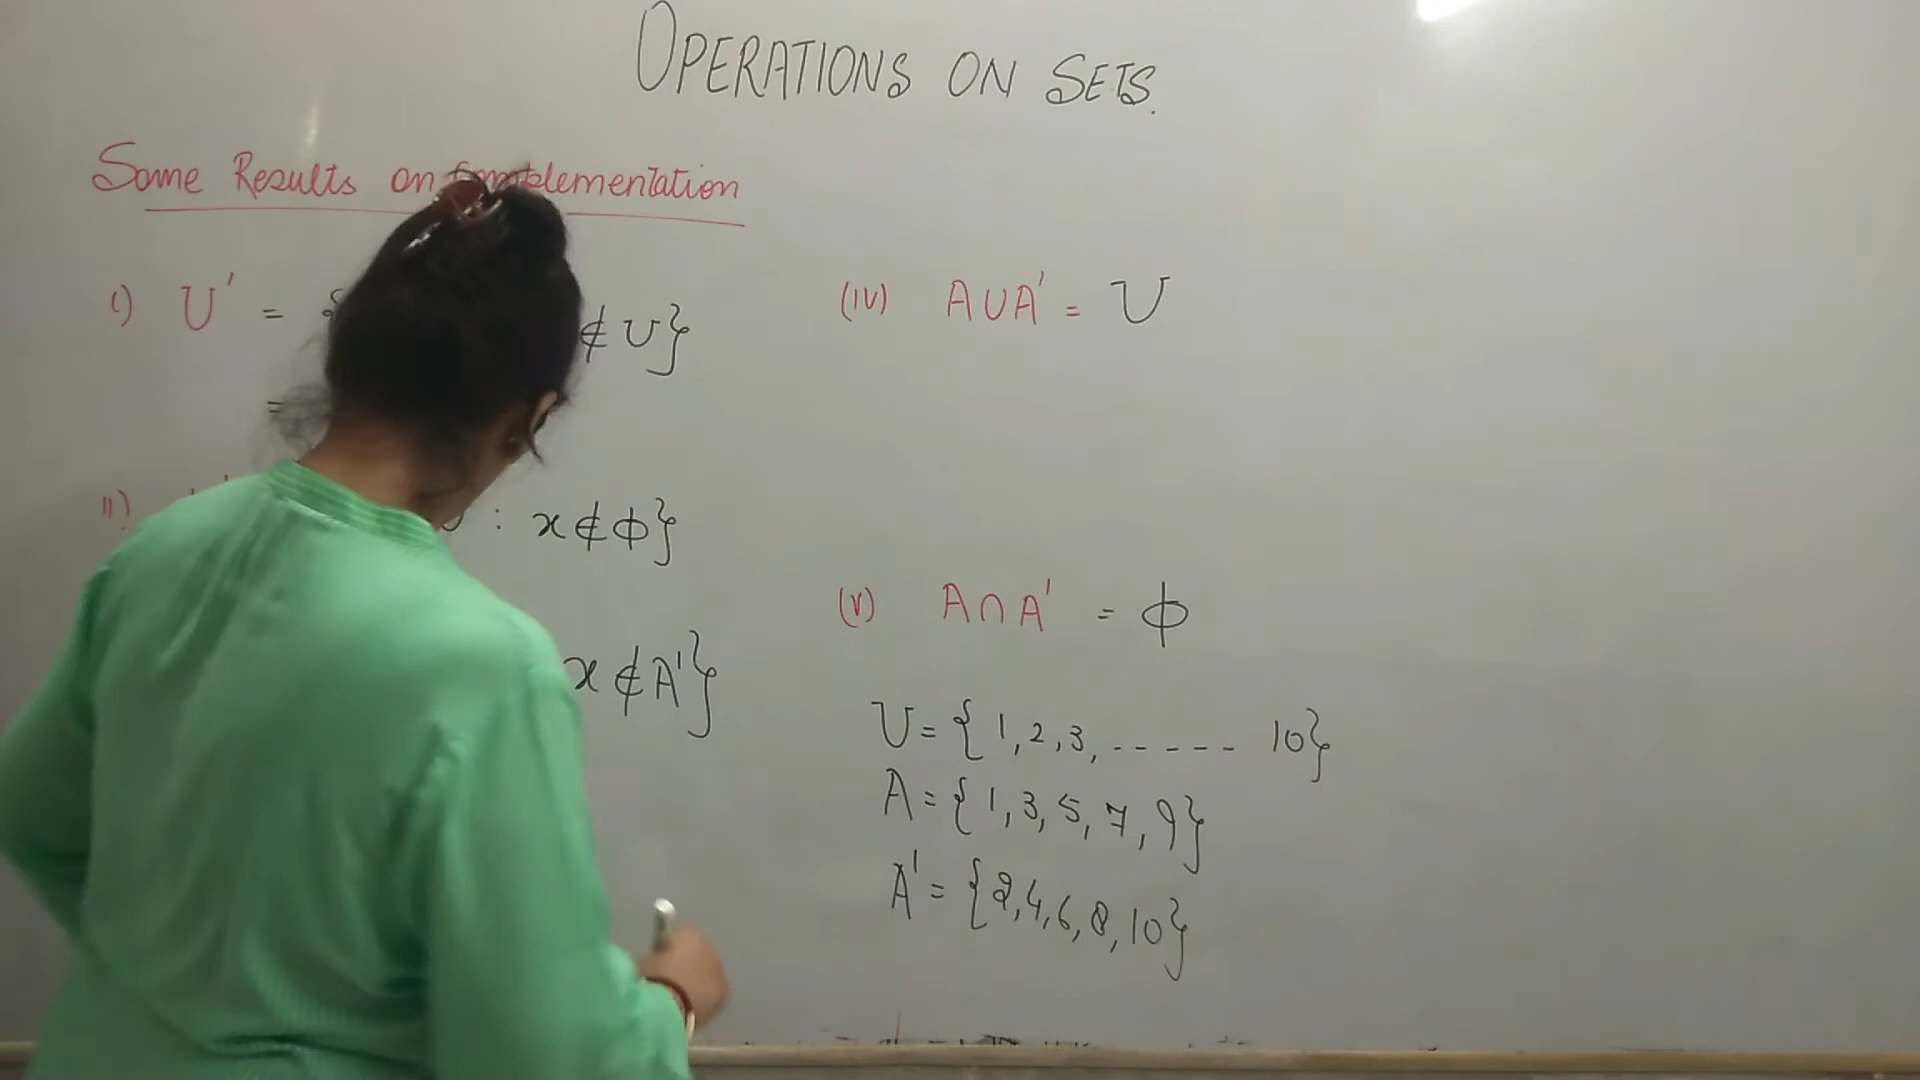 OPERATIONS ON SETS.
Some Results on Complementation
i) U' = { ∉ U}
=
ii) : x ∉ ϕ}
x ∉ A'}
(iv) A ∪ A' = U
(v) A ∩ A' = ϕ
U = { 1, 2, 3, ------ 10}
A = { 1, 3, 5, 7, 9}
A' = { 2, 4, 6, 8, 10}